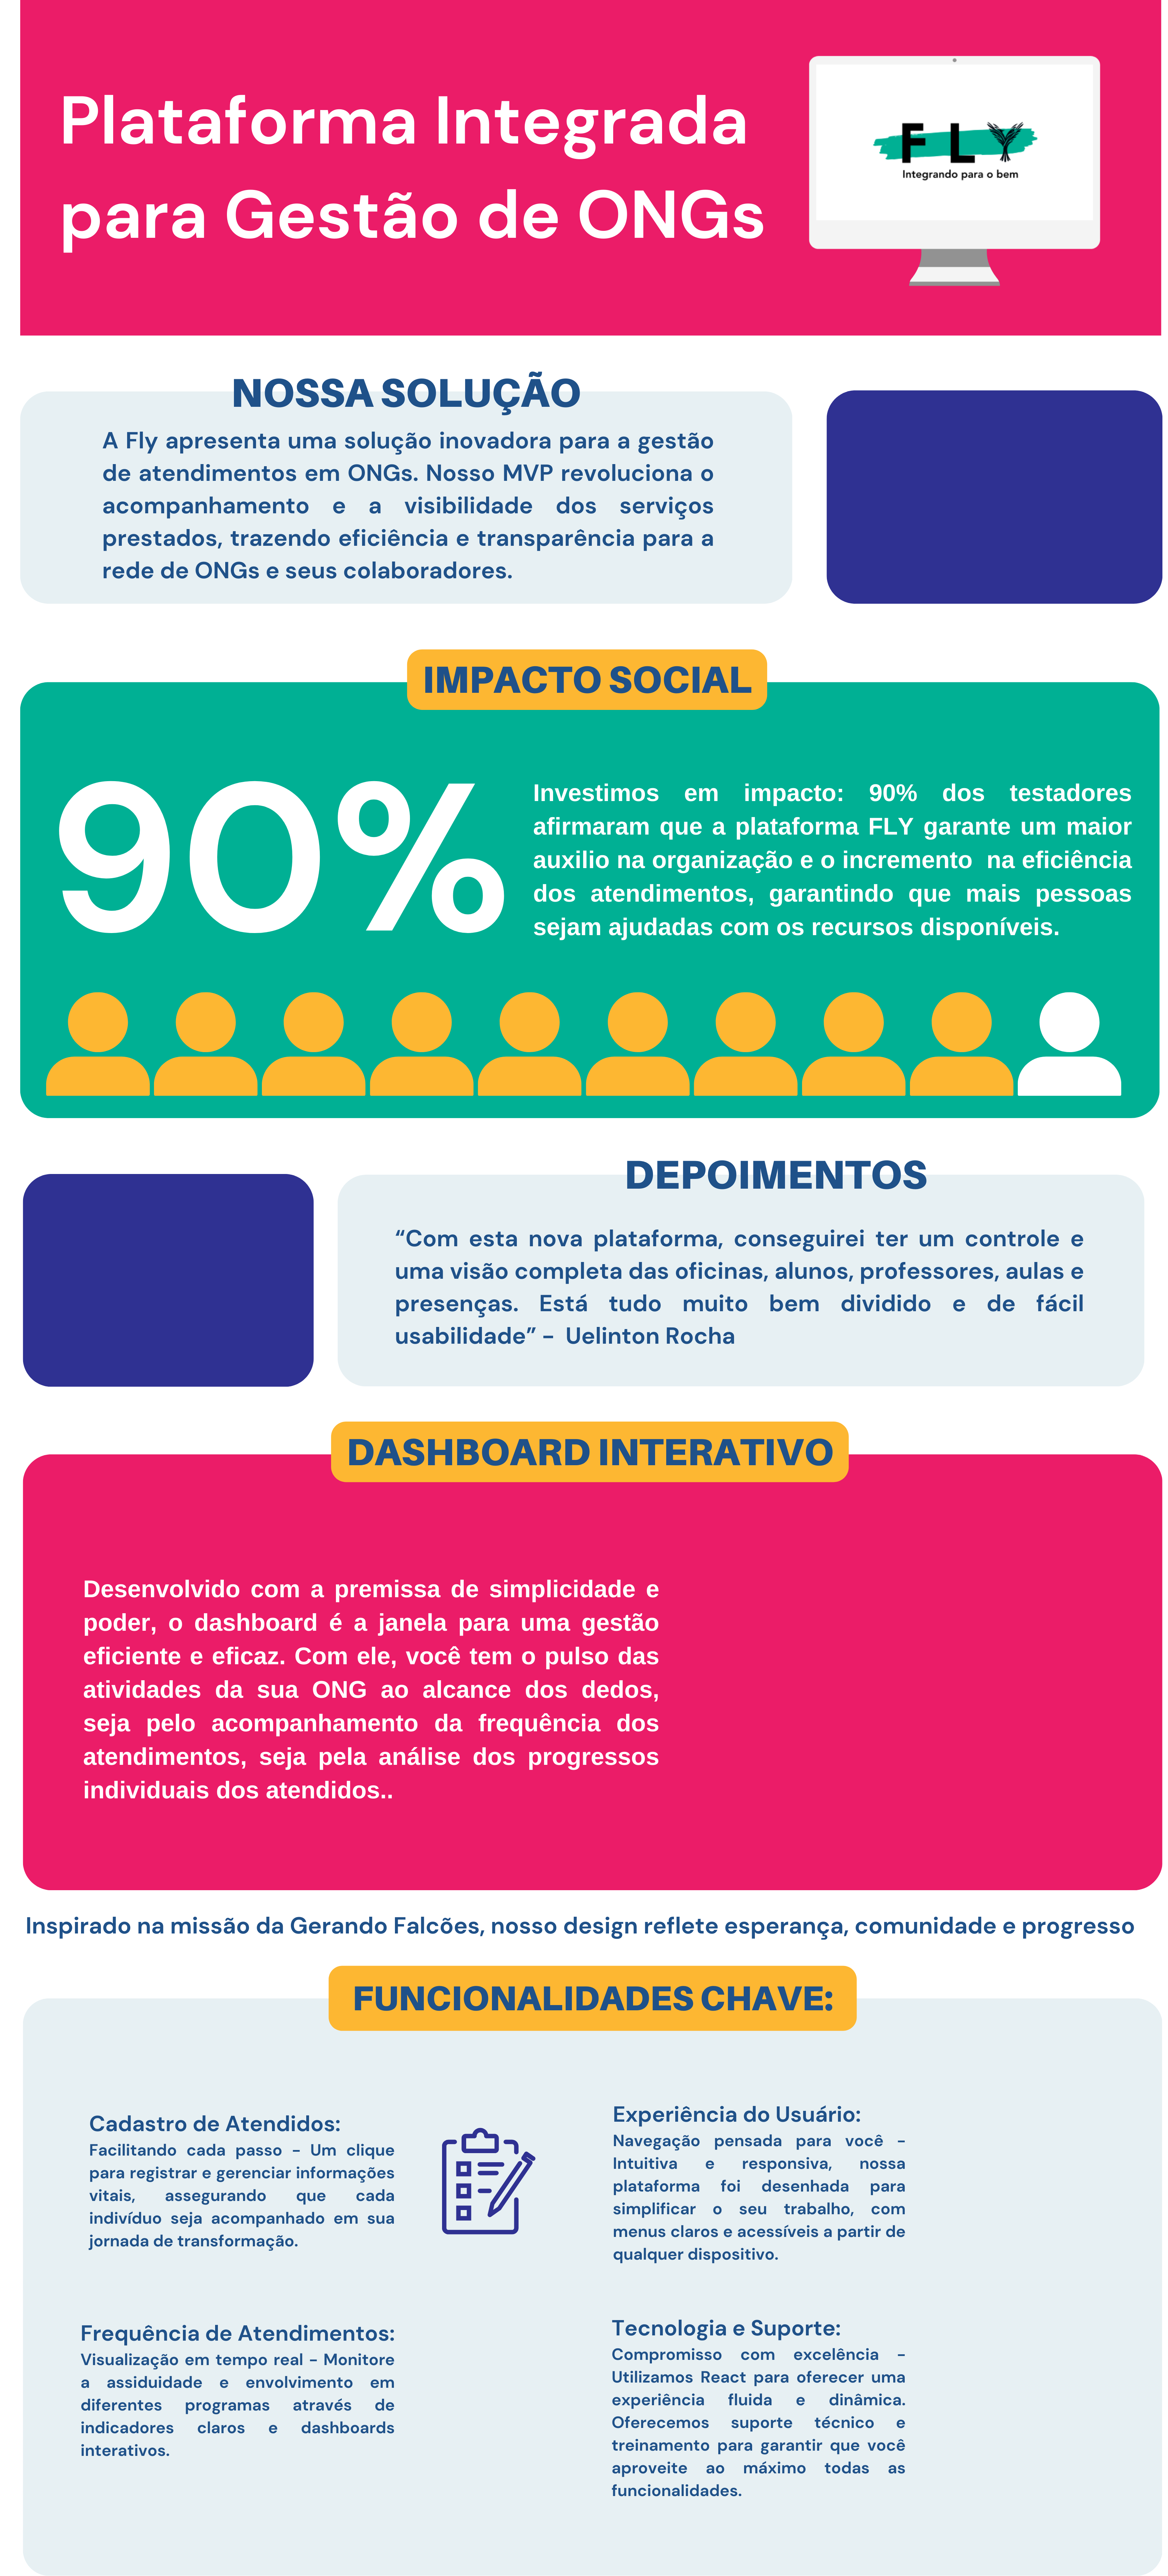 Plataforma Integrada
para Gestão de ONGs
FLY
Integrando para o bem
NOSSA SOLUÇÃO
A Fly apresenta uma solução inovadora para a gestão
de atendimentos em ONGs. Nosso MVP revoluciona o
acompanhamento e a visibilidade dos serviços
prestados, trazendo eficiência e transparência para a
rede de ONGs e seus colaboradores.
IMPACTO SOCIAL
90%
Investimos em impacto: 90% dos testadores
afirmaram que a plataforma FLY garante um maior
auxilio na organização e o incremento na eficiência
dos atendimentos, garantindo que mais pessoas
sejam ajudadas com os recursos disponíveis.
DEPOIMENTOS
“Com esta nova plataforma, conseguirei ter um controle e
uma visão completa das oficinas, alunos, professores, aulas e
presenças. Está tudo muito bem dividido e de fácil
usabilidade” - Uelinton Rocha
DASHBOARD INTERATIVO
Desenvolvido com a premissa de simplicidade e
poder, o dashboard é a janela para uma gestão
eficiente e eficaz. Com ele, você tem o pulso das
atividades da sua ONG ao alcance dos dedos,
seja pelo acompanhamento da frequência dos
atendimentos, seja pela análise dos progressos
individuais dos atendidos..
Inspirado na missão da Gerando Falcões, nosso design reflete esperança, comunidade e progresso
FUNCIONALIDADES CHAVE:
Cadastro de Atendidos:
Facilitando cada passo - Um clique
para registrar e gerenciar informações
vitais, assegurando que cada
indivíduo seja acompanhado em sua
jornada de transformação.
Experiência do Usuário:
Navegação pensada para você -
Intuitiva e responsiva, nossa
plataforma foi desenhada para
simplificar o seu trabalho, com
menus claros e acessíveis a partir de
qualquer dispositivo.
Frequência de Atendimentos:
Visualização em tempo real - Monitore
a assiduidade e envolvimento em
diferentes programas através de
indicadores claros e dashboards
interativos.
Tecnologia e Suporte:
Compromisso com excelência -
Utilizamos React para oferecer uma
experiência fluida e dinâmica.
Oferecemos suporte técnico e
treinamento para garantir que você
aproveite ao máximo todas as
funcionalidades.